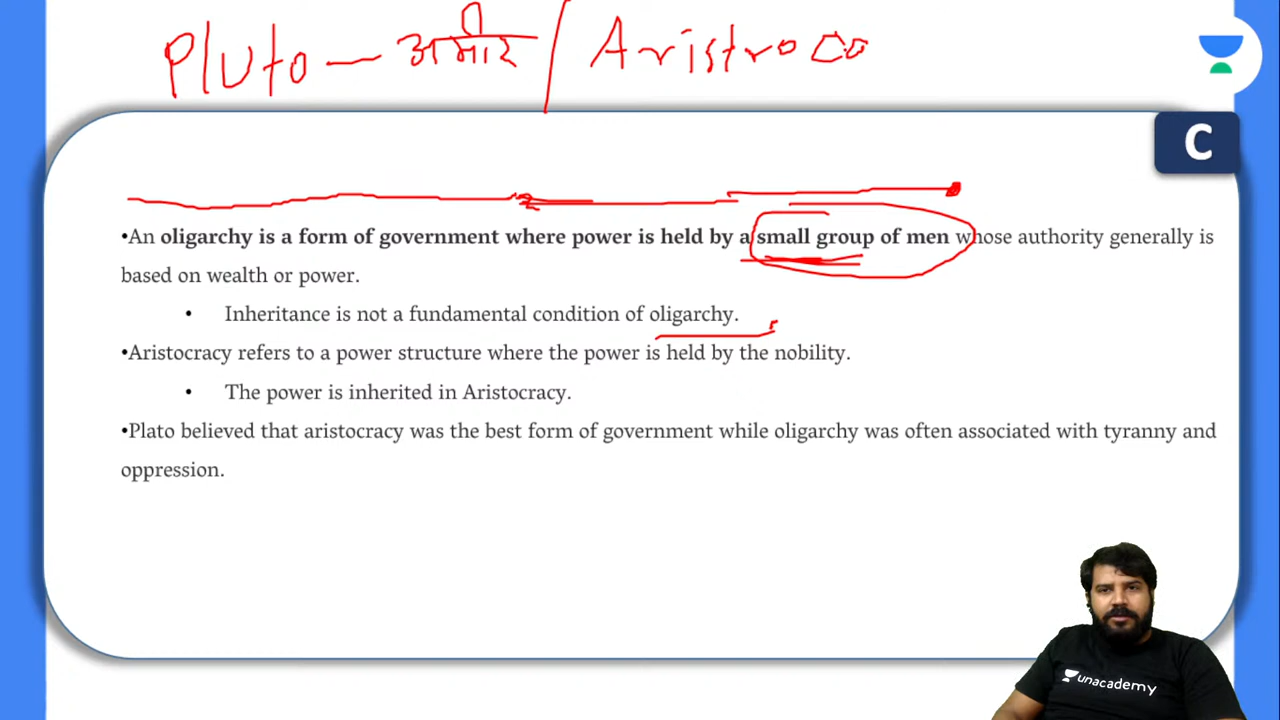 Pluto — अमीर / Aristroco
C
•An oligarchy is a form of government where power is held by a small group of men whose authority generally is
based on wealth or power.
• Inheritance is not a fundamental condition of oligarchy.
•Aristocracy refers to a power structure where the power is held by the nobility.
• The power is inherited in Aristocracy.
•Plato believed that aristocracy was the best form of government while oligarchy was often associated with tyranny and
oppression.
unacademy